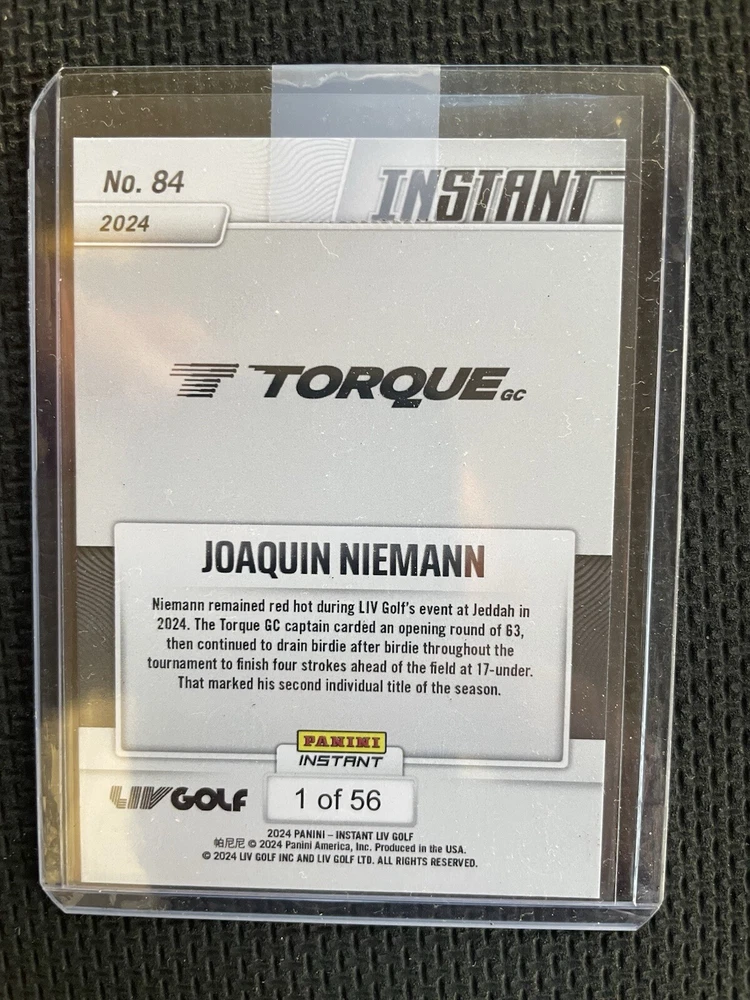 No. 84
INSTANT
2024
TORQUE GC
JOAQUIN NIEMANN
Niemann remained red hot during LIV Golf's event at Jeddah in
2024. The Torque GC captain carded an opening round of 63,
then continued to drain birdie after birdie throughout the
tournament to finish four strokes ahead of the field at 17-under.
That marked his second individual title of the season.
PANINI
INSTANT
LIV GOLF
1 of 56
2024 PANINI – INSTANT LIV GOLF
帕尼尼 © 2024 Panini America, Inc. Produced in the USA.
© 2024 LIV GOLF INC AND LIV GOLF LTD. ALL RIGHTS RESERVED.